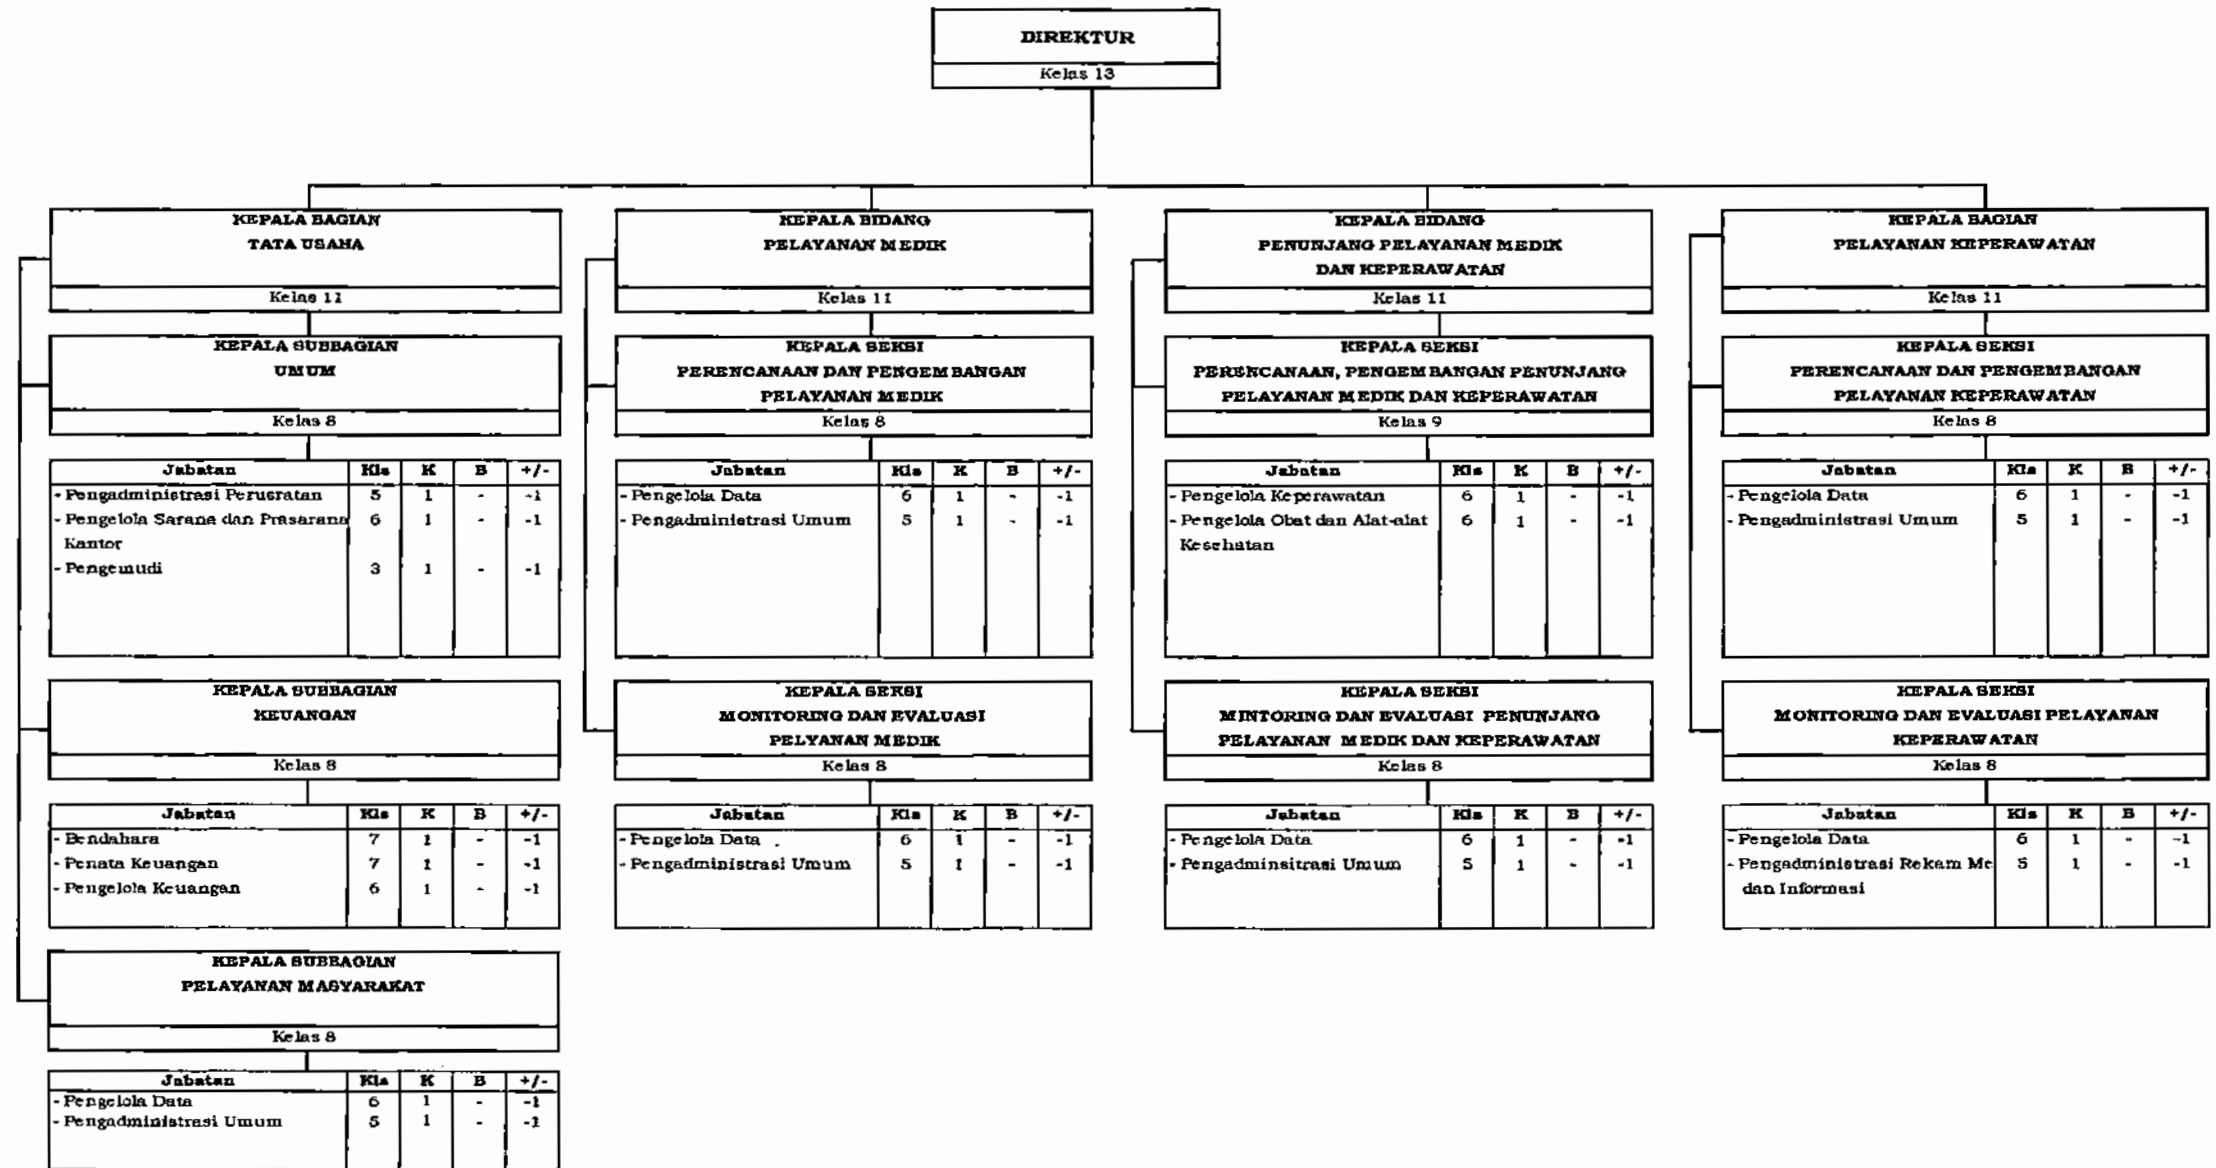 DIREKTUR
Kelas 13
KEPALA BAGIAN
TATA USAHA
Kelas 11
KEPALA SUBBAGIAN
UMUM
Kelas 8
Jabatan Kls K B +/-
- Pengadministrasi Perusratan 5 1 - -1
- Pengelola Sarana dan Prasarana 6 1 - -1
Kantor
- Pengemudi 3 1 - -1
KEPALA SUBBAGIAN
KEUANGAN
Kelas 8
Jabatan Kls K B +/-
- Bendahara 7 1 - -1
- Penata Keuangan 7 1 - -1
- Pengelola Keuangan 6 1 - -1
KEPALA SUBBAGIAN
PELAYANAN MASYARAKAT
Kelas 8
Jabatan Kls K B +/-
- Pengelola Data 6 1 - -1
- Pengadministrasi Umum 5 1 - -1
KEPALA BIDANG
PELAYANAN MEDIK
Kelas 11
KEPALA SEKSI
PERENCANAAN DAN PENGEMBANGAN
PELAYANAN MEDIK
Kelas 8
Jabatan Kls K B +/-
- Pengelola Data 6 1 - -1
- Pengadministrasi Umum 5 1 - -1
KEPALA SEKSI
MONITORING DAN EVALUASI
PELYANAN MEDIK
Kelas 8
Jabatan Kls K B +/-
- Pengelola Data 6 1 - -1
- Pengadministrasi Umum 5 1 - -1
KEPALA BIDANG
PENUNJANG PELAYANAN MEDIK
DAN KEPERAWATAN
Kelas 11
KEPALA SEKSI
PERENCANAAN, PENGEMBANGAN PENUNJANG
PELAYANAN MEDIK DAN KEPERAWATAN
Kelas 9
Jabatan Kls K B +/-
- Pengelola Keperawatan 6 1 - -1
- Pengelola Obat dan Alat-alat 6 1 - -1
Kesehatan
KEPALA SEKSI
MINTORING DAN EVALUASI PENUNJANG
PELAYANAN MEDIK DAN KEPERAWATAN
Kelas 8
Jabatan Kls K B +/-
- Pengelola Data 6 1 - -1
- Pengadminsitrasi Umum 5 1 - -1
KEPALA BAGIAN
PELAYANAN KEPERAWATAN
Kelas 11
KEPALA SEKSI
PERENCANAAN DAN PENGEMBANGAN
PELAYANAN KEPERAWATAN
Kelas 8
Jabatan Kls K B +/-
- Pengelola Data 6 1 - -1
- Pengadministrasi Umum 5 1 - -1
KEPALA SEKSI
MONITORING DAN EVALUASI PELAYANAN
KEPERAWATAN
Kelas 8
Jabatan Kls K B +/-
- Pengelola Data 6 1 - -1
- Pengadministrasi Rekam Me 5 1 - -1
dan Informasi